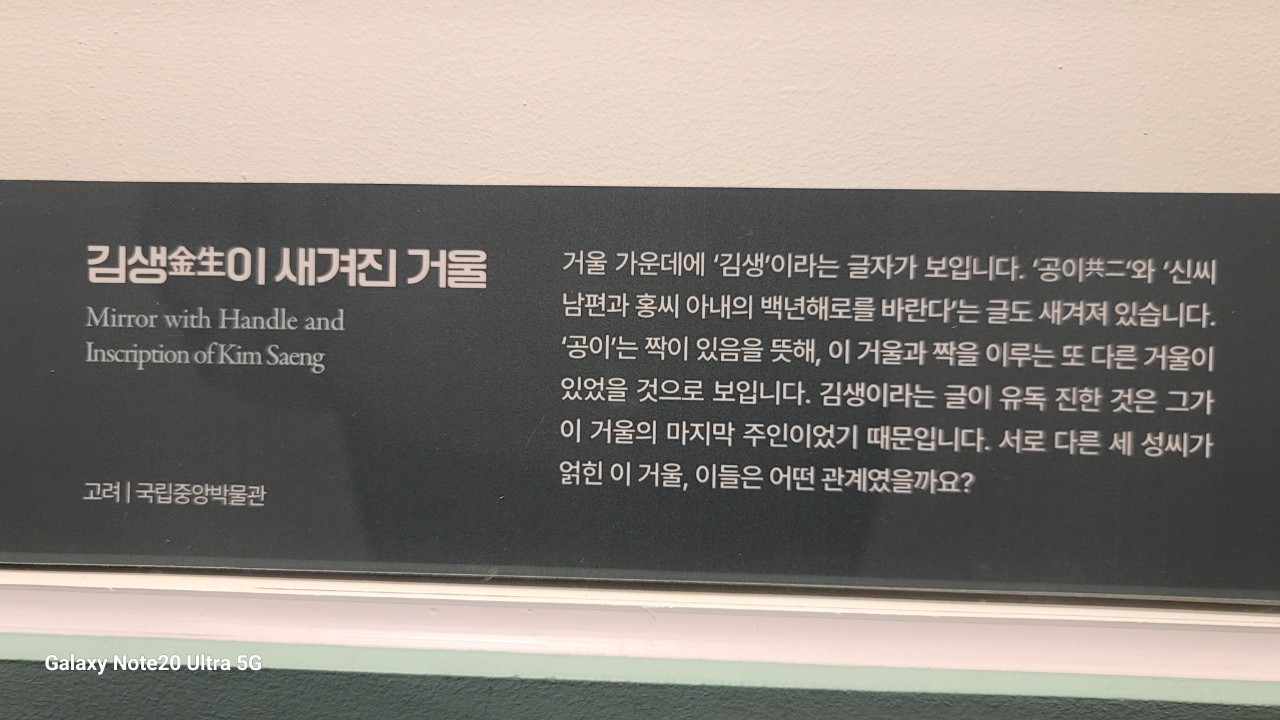 김생金生이 새겨진 거울
Mirror with Handle and
Inscription of Kim Saeng
고려 | 국립중앙박물관
거울 가운데에 ‘김생’이라는 글자가 보입니다. ‘공이共二‘와 ‘신씨
남편과 홍씨 아내의 백년해로를 바란다’는 글도 새겨져 있습니다.
‘공이’는 짝이 있음을 뜻해, 이 거울과 짝을 이루는 또 다른 거울이
있었을 것으로 보입니다. 김생이라는 글이 유독 진한 것은 그가
이 거울의 마지막 주인이었기 때문입니다. 서로 다른 세 성씨가
얽힌 이 거울, 이들은 어떤 관계였을까요?
Galaxy Note20 Ultra 5G